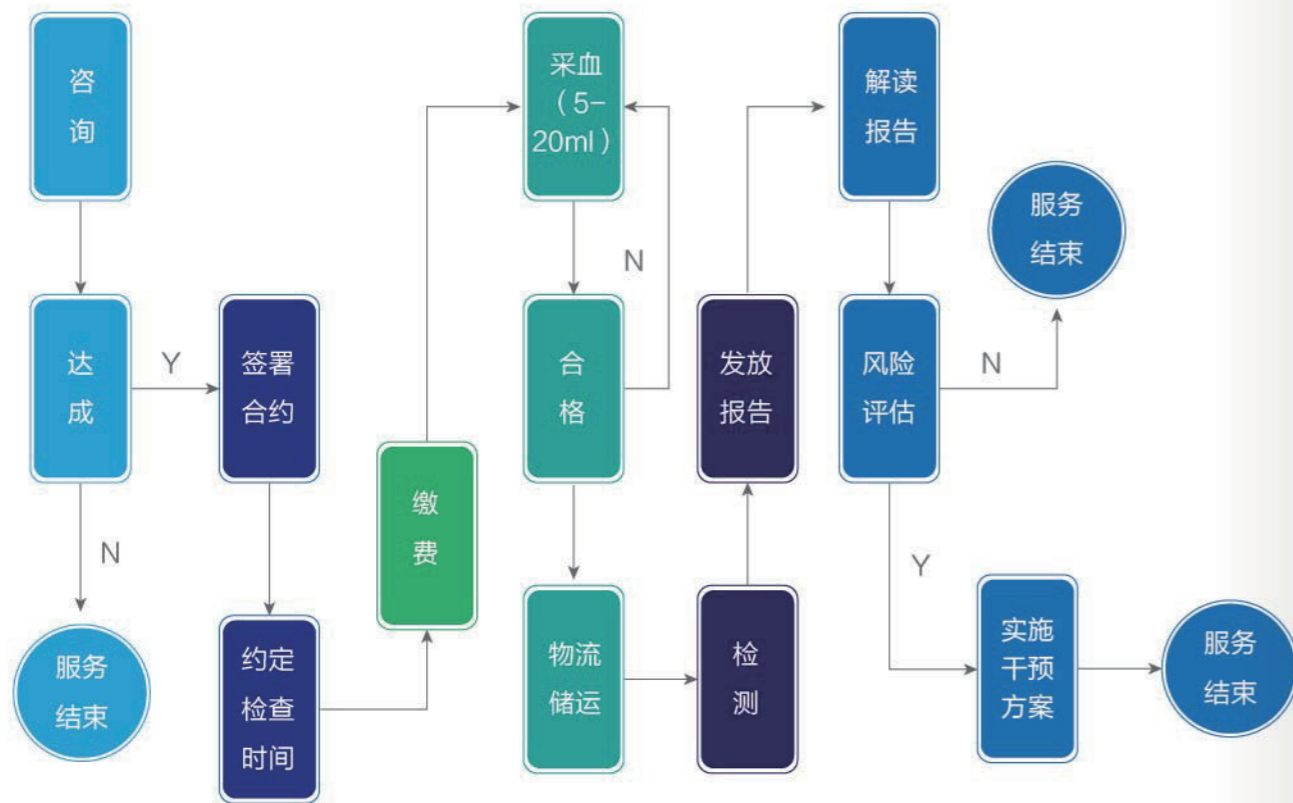 咨
询
达
成
Y
N
服务
结束
签署
合约
约定
检查
时间
缴
费
采血
（5-
20ml）
N
合
格
物流
储运
检
测
发放
报告
解读
报告
风险
评估
N
服务
结束
Y
实施
干预
方案
服务
结束